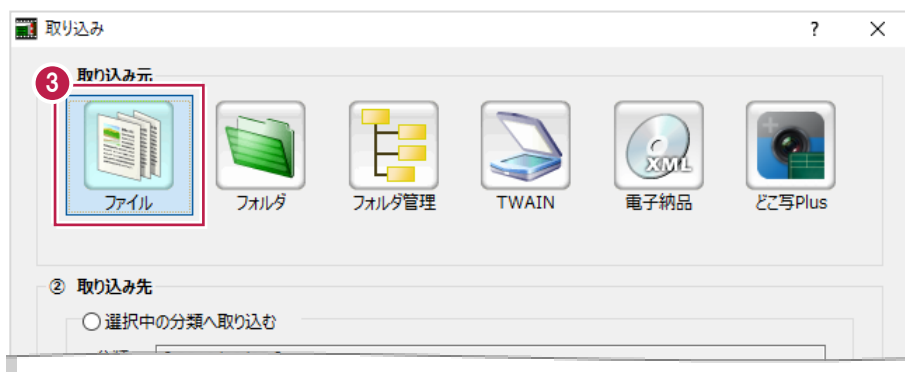 取り込み ? ×
3 取り込み元
XML
ファイル フォルダ フォルダ管理 TWAIN 電子納品 どこ写Plus
② 取り込み先
選択中の分類へ取り込む